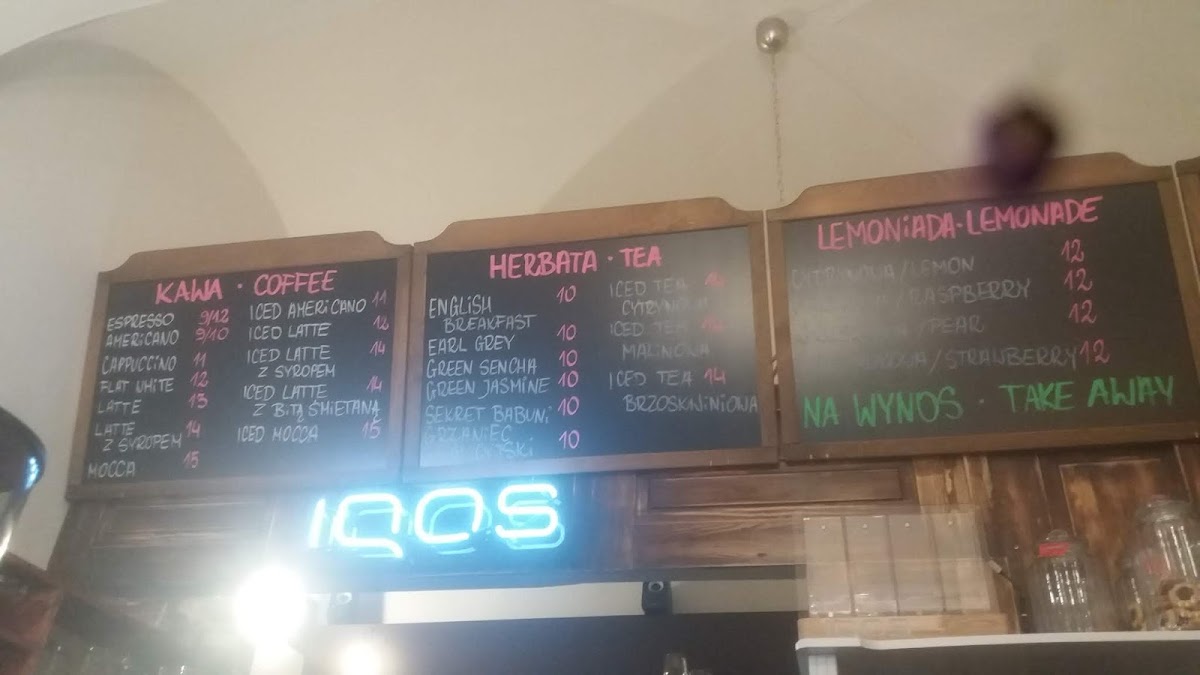 KAWA · COFFEE
ESPRESSO 9/12
AMERICANO 9/10
CAPPUCCINO 11
FLAT WHITE 12
LATTE 13
LATTE
Z SYROPEM 14
MOCCA 15
ICED AMERICANO 11
ICED LATTE 12
ICED LATTE 14
Z SYROPEM
ICED LATTE 14
Z BITĄ ŚMIETANĄ
ICED MOCCA 15
HERBATA · TEA
ENGLISH 10
BREAKFAST
EARL GREY 10
GREEN SENCHA 10
GREEN JASMINE 10
SEKRET BABUNI 10
GRZANIEC 10
ICED TEA
CYTRYNOWA
ICED TEA
MALINOWA
ICED TEA 14
BRZOSKWINIOWA
LEMONiADA · LEMONADE
CYTRYNOWA/LEMON 12
/RASPBERRY 12
/PEAR 12
/STRAWBERRY 12
NA WYNOS · TAKE AWAY
IQOS